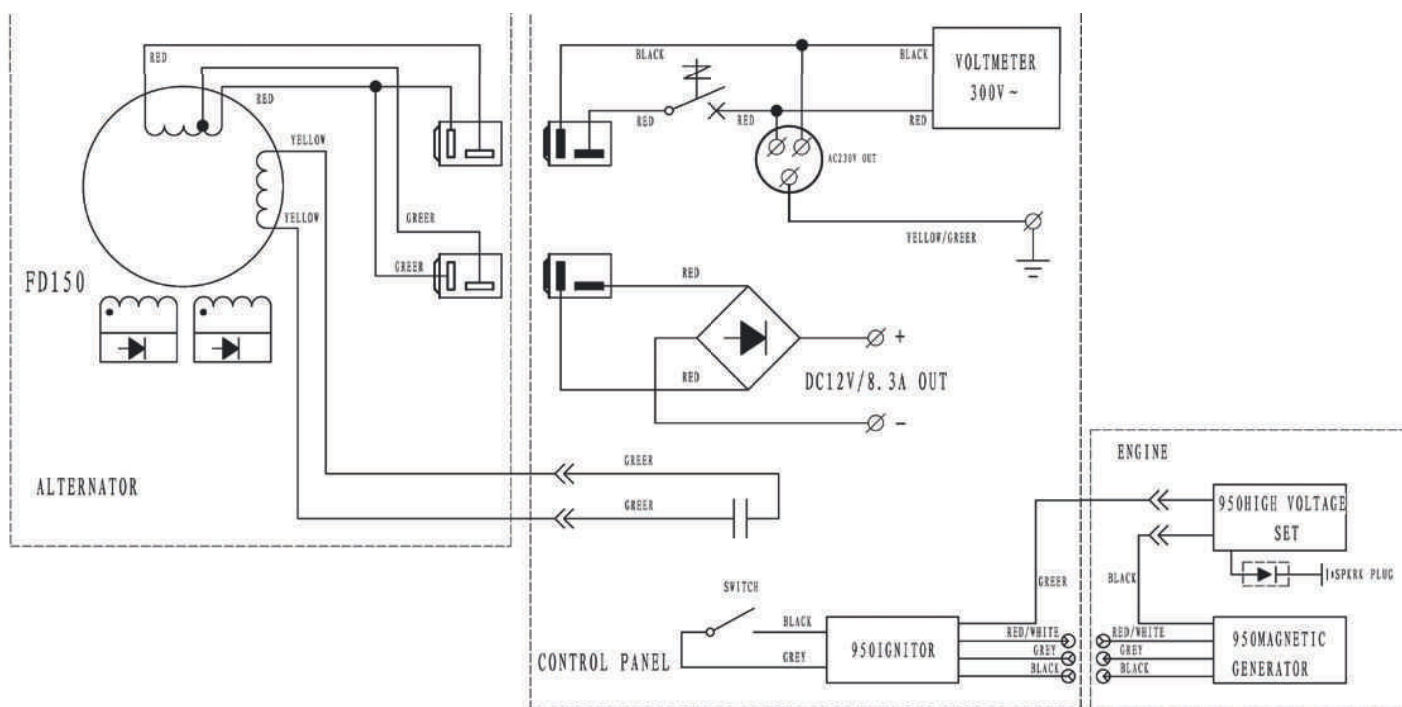 RED
RED
YELLOW
YELLOW
GREER
GREER
FD150
ALTERNATOR
BLACK
BLACK
VOLTMETER
300V~
RED
RED
RED
AC230V OUT
YELLOW/GREER
RED
RED
+
DC12V/8.3A OUT
-
GREER
GREER
SWITCH
BLACK
GREY
950IGNITOR
CONTROL PANEL
GREER
RED/WHITE
GREY
BLACK
ENGINE
950HIGH VOLTAGE
SET
SPKRK PLUG
BLACK
RED/WHITE
GREY
BLACK
950MAGNETIC
GENERATOR